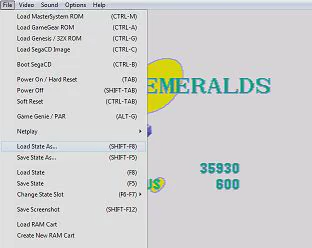 File Video Sound Options Help
Load MasterSystem ROM (CTRL-M)
Load GameGear ROM (CTRL-A)
Load Genesis / 32X ROM (CTRL-G)
Load SegaCD Image (CTRL-C)
Boot SegaCD (CTRL-B)
Power On / Hard Reset (TAB)
Power Off (SHIFT-TAB)
Soft Reset (CTRL-TAB)
Game Genie / PAR (ALT-G)
Netplay
Load State As... (SHIFT-F8)
Save State As... (SHIFT-F5)
Load State (F8)
Save State (F5)
Change State Slot (F6-F7)
Save Screenshot (SHIFT-F12)
Load RAM Cart
Create New RAM Cart
EMERALDS
35930
US 600